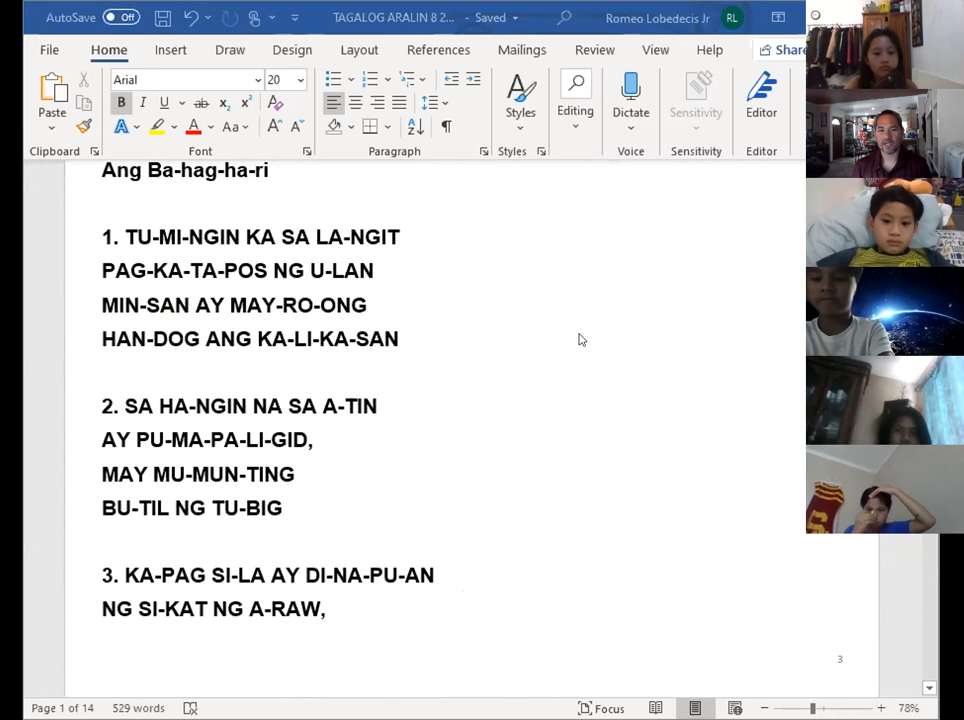 AutoSave Off TAGALOG ARALIN 8 2... - Saved Romeo Lobedecis Jr RL
File Home Insert Draw Design Layout References Mailings Review View Help Share
Arial 20
Paste B I U ab x₂ x² Styles Editing Dictate Sensitivity Editor
A A Aa A A
Clipboard Font Paragraph Styles Voice Sensitivity Editor
Ang Ba-hag-ha-ri
1. TU-MI-NGIN KA SA LA-NGIT
PAG-KA-TA-POS NG U-LAN
MIN-SAN AY MAY-RO-ONG
HAN-DOG ANG KA-LI-KA-SAN
2. SA HA-NGIN NA SA A-TIN
AY PU-MA-PA-LI-GID,
MAY MU-MUN-TING
BU-TIL NG TU-BIG
3. KA-PAG SI-LA AY DI-NA-PU-AN
NG SI-KAT NG A-RAW,
3
Page 1 of 14 529 words Focus 78%